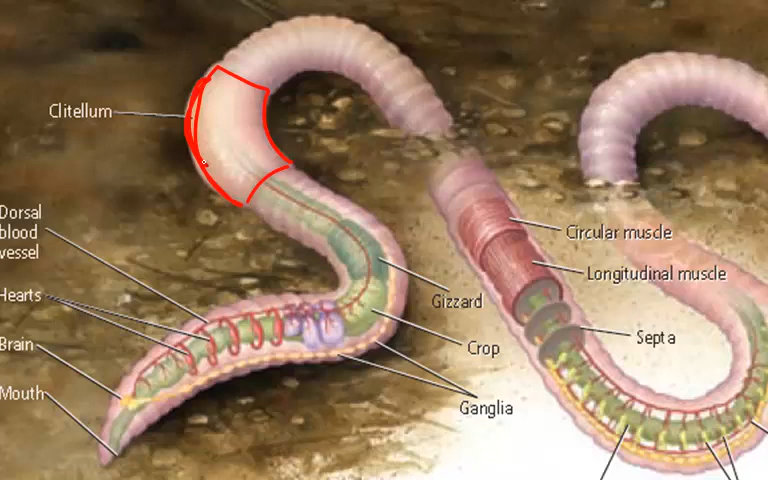 Clitellum
Dorsal
blood
vessel
Hearts
Brain
Mouth
Gizzard
Crop
Ganglia
Circular muscle
Longitudinal muscle
Septa